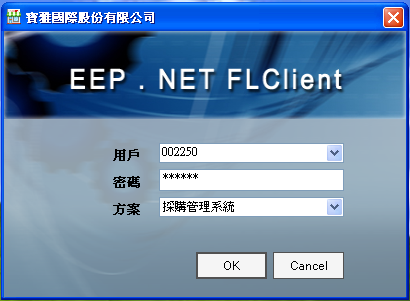 寶雅國際股份有限公司
EEP . NET FLClient
用戶 002250
密碼 ******
方案 採購管理系統
OK Cancel